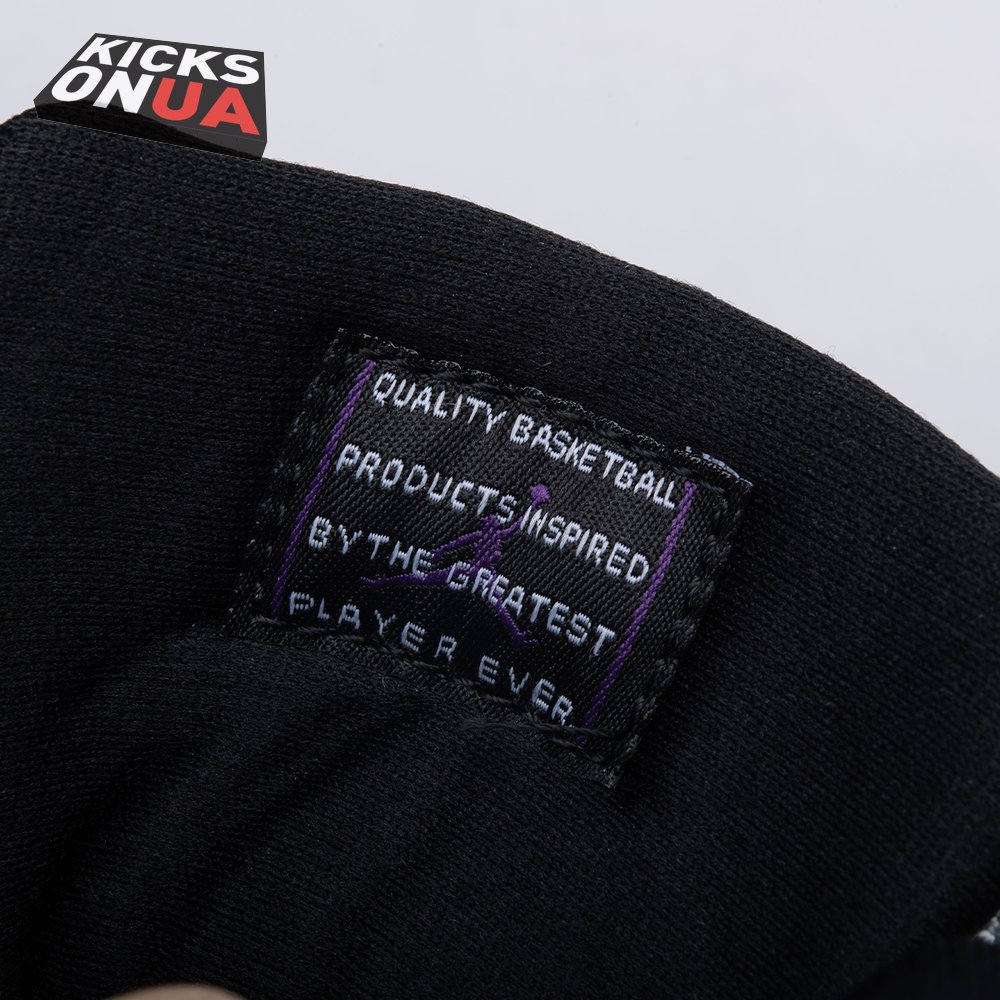 KICKS
ONUA
QUALITY BASKETBALL
PRODUCTS INSPIRED
BY THE GREATEST
PLAYER EVER.